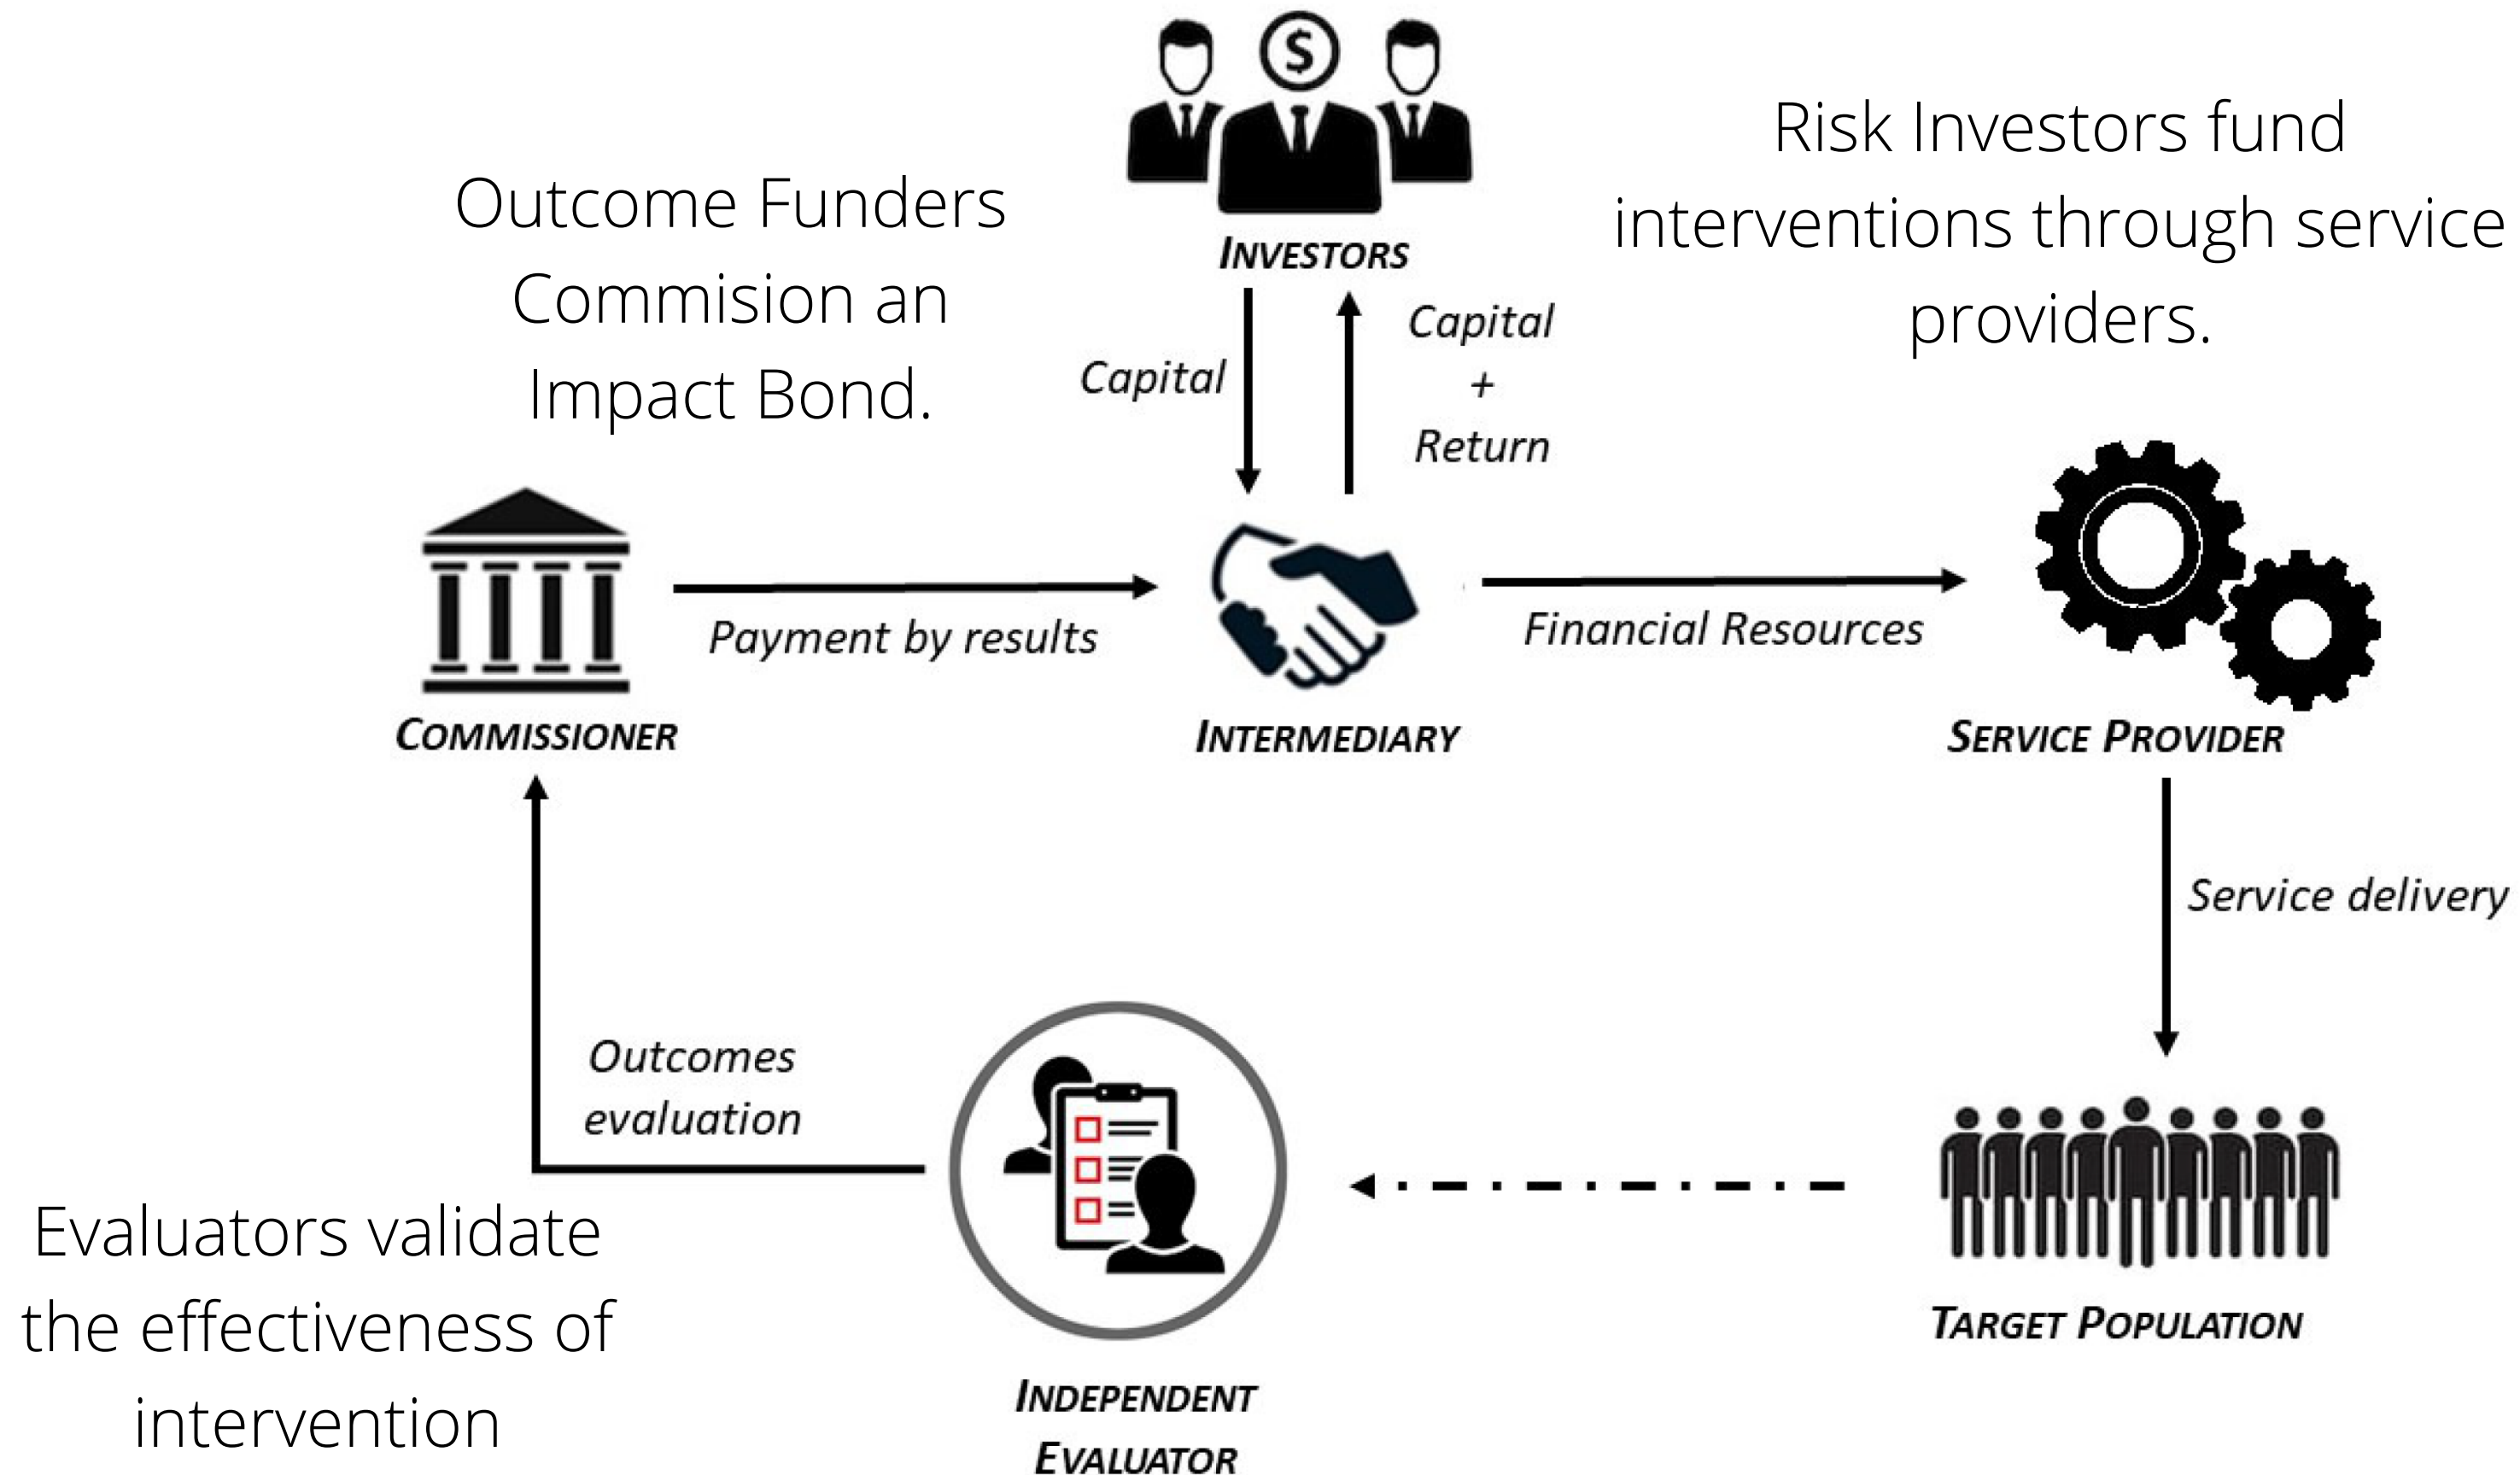 Outcome Funders
Commision an
Impact Bond.
$
INVESTORS
Risk Investors fund
interventions through service
providers.
Capital
Capital
+
Return
COMMISSIONER
Payment by results
INTERMEDIARY
Financial Resources
SERVICE PROVIDER
Service delivery
Outcomes
evaluation
Evaluators validate
the effectiveness of
intervention
INDEPENDENT
EVALUATOR
TARGET POPULATION